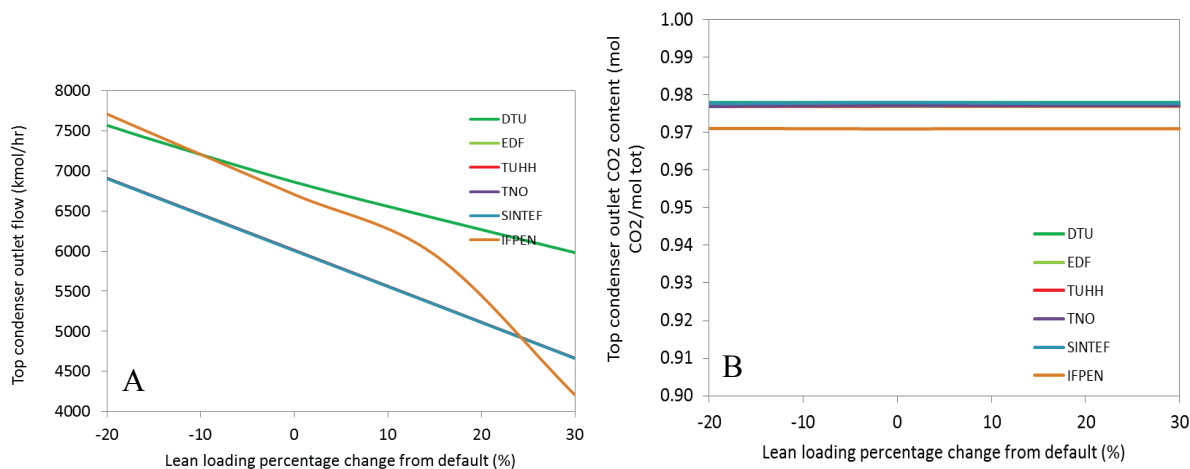 Top condenser outlet flow (kmol/hr)
8000
7500
7000
6500
6000
5500
5000
4500
4000
-20
-10
0
10
20
30
Lean loading percentage change from default (%)
DTU
EDF
TUHH
TNO
SINTEF
IFPEN
A
Top condenser outlet CO2 content (mol
CO2/mol tot)
1.00
0.99
0.98
0.97
0.96
0.95
0.94
0.93
0.92
0.91
0.90
-20
-10
0
10
20
30
Lean loading percentage change from default (%)
DTU
EDF
TUHH
TNO
SINTEF
IFPEN
B